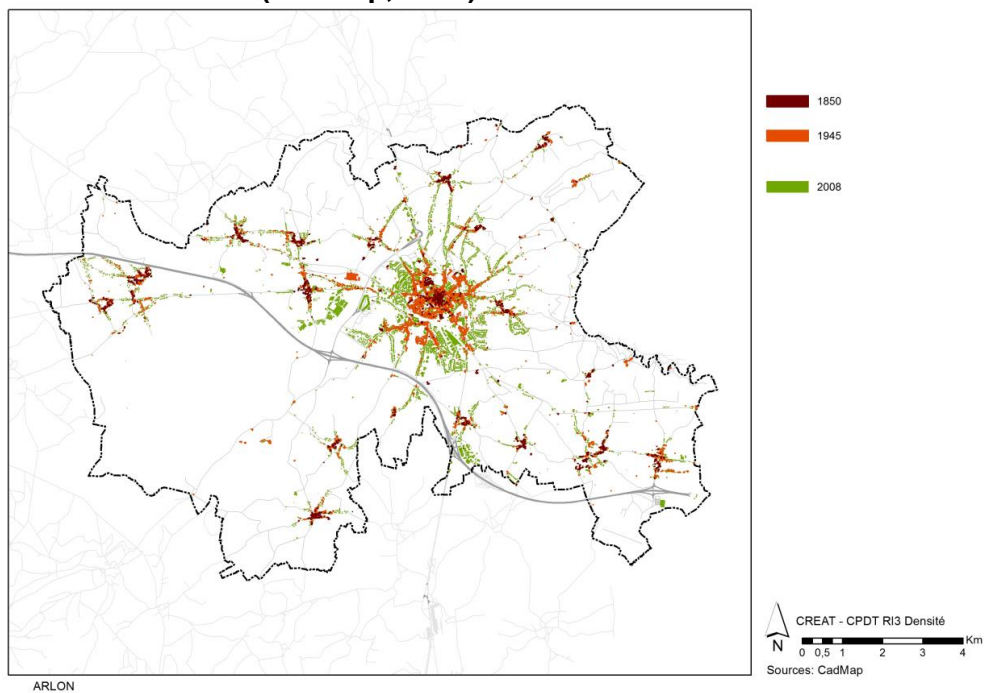 1850
1945
2008
CREAT - CPDT RI3 Densité
N
0 0,5 1 2 3 4 Km
Sources: CadMap
ARLON